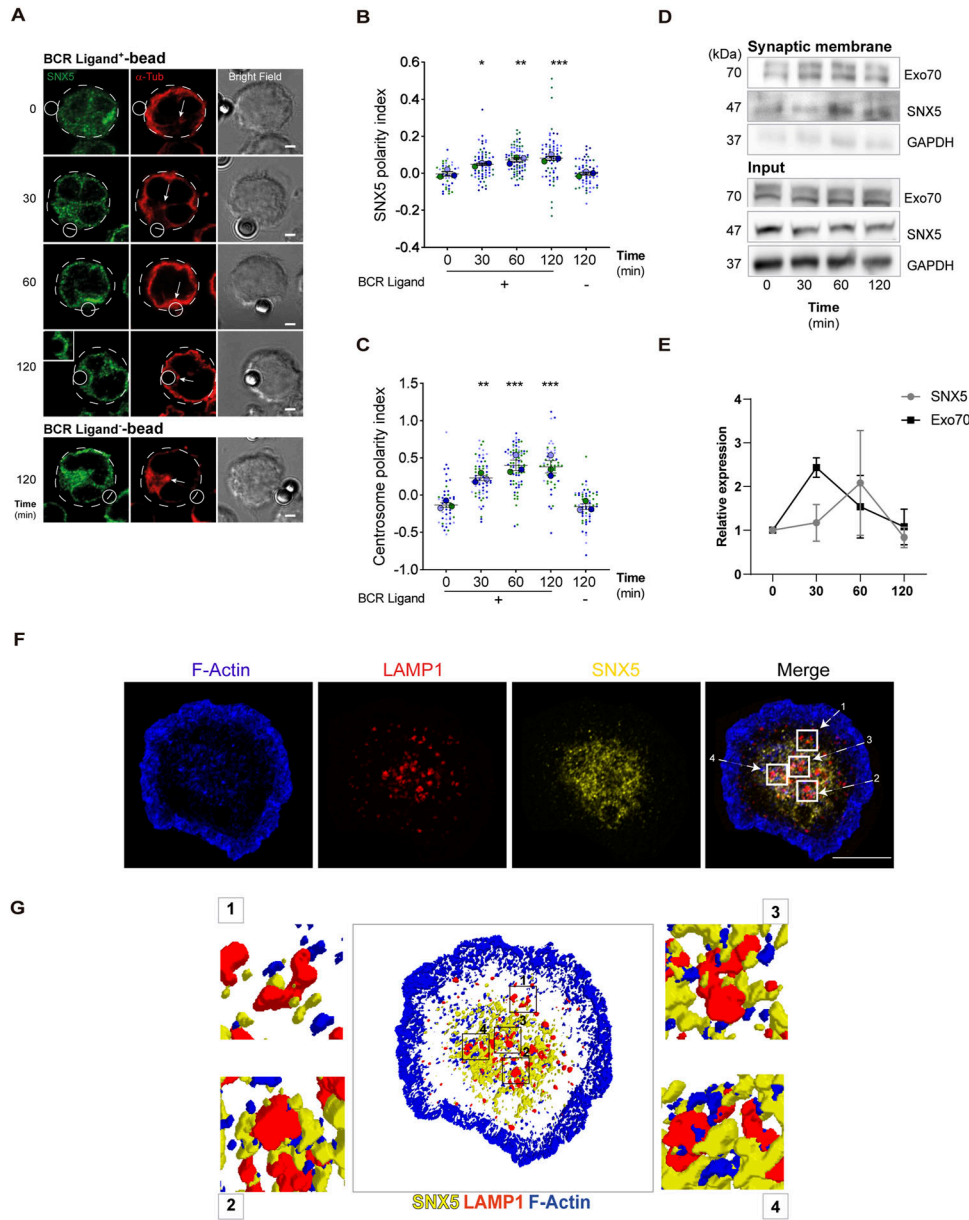 A
BCR Ligand⁺-bead
SNX5
α-Tub
Bright Field
0
30
60
120
BCR Ligand⁻-bead
120
Time
(min)
B
SNX5 polarity index
0.6
0.4
0.2
0.0
-0.2
-0.4
* ** ***
0 30 60 120 120 Time
(min)
BCR Ligand + -
C
Centrosome polarity index
1.5
1.0
0.5
0.0
-0.5
-1.0
** *** ***
0 30 60 120 120 Time
(min)
BCR Ligand + -
D
(kDa) Synaptic membrane
70 Exo70
47 SNX5
37 GAPDH
Input
70 Exo70
47 SNX5
37 GAPDH
0 30 60 120
Time
(min)
E
SNX5
Exo70
Relative expression
4
3
2
1
0
0 30 60 120
F
F-Actin LAMP1 SNX5 Merge
1
3
4
2
G
1
3
1
3
4
2
2
4
SNX5 LAMP1 F-Actin